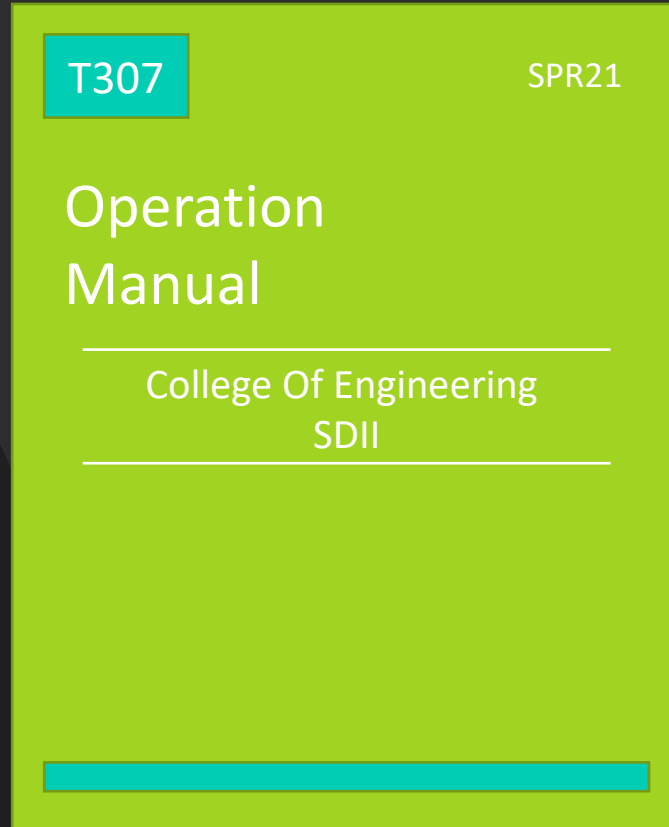 T307
SPR21
Operation
Manual
College Of Engineering
SDII